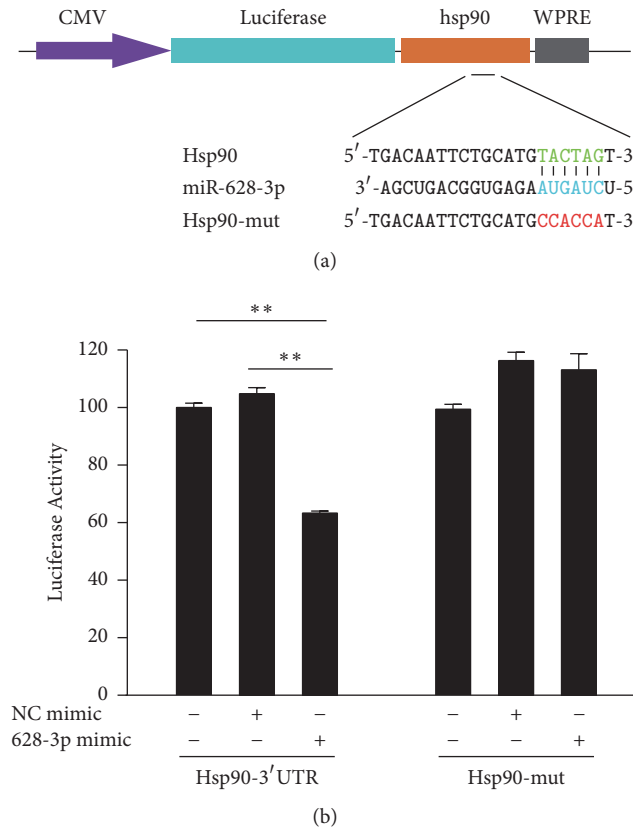 CMV Luciferase hsp90 WPRE
Hsp90 5′-TGACAATTCTGCATGTACTAGT-3
miR-628-3p 3′-AGCUGACGGUGAGAAUGAUCU-5
Hsp90-mut 5′-TGACAATTCTGCATGCCACCAT-3
(a)
** 
**
120
100
80
60
40
20
0
Luciferase Activity
NC mimic – + – – + –
628-3p mimic – – + – – +
Hsp90-3′UTR Hsp90-mut
(b)